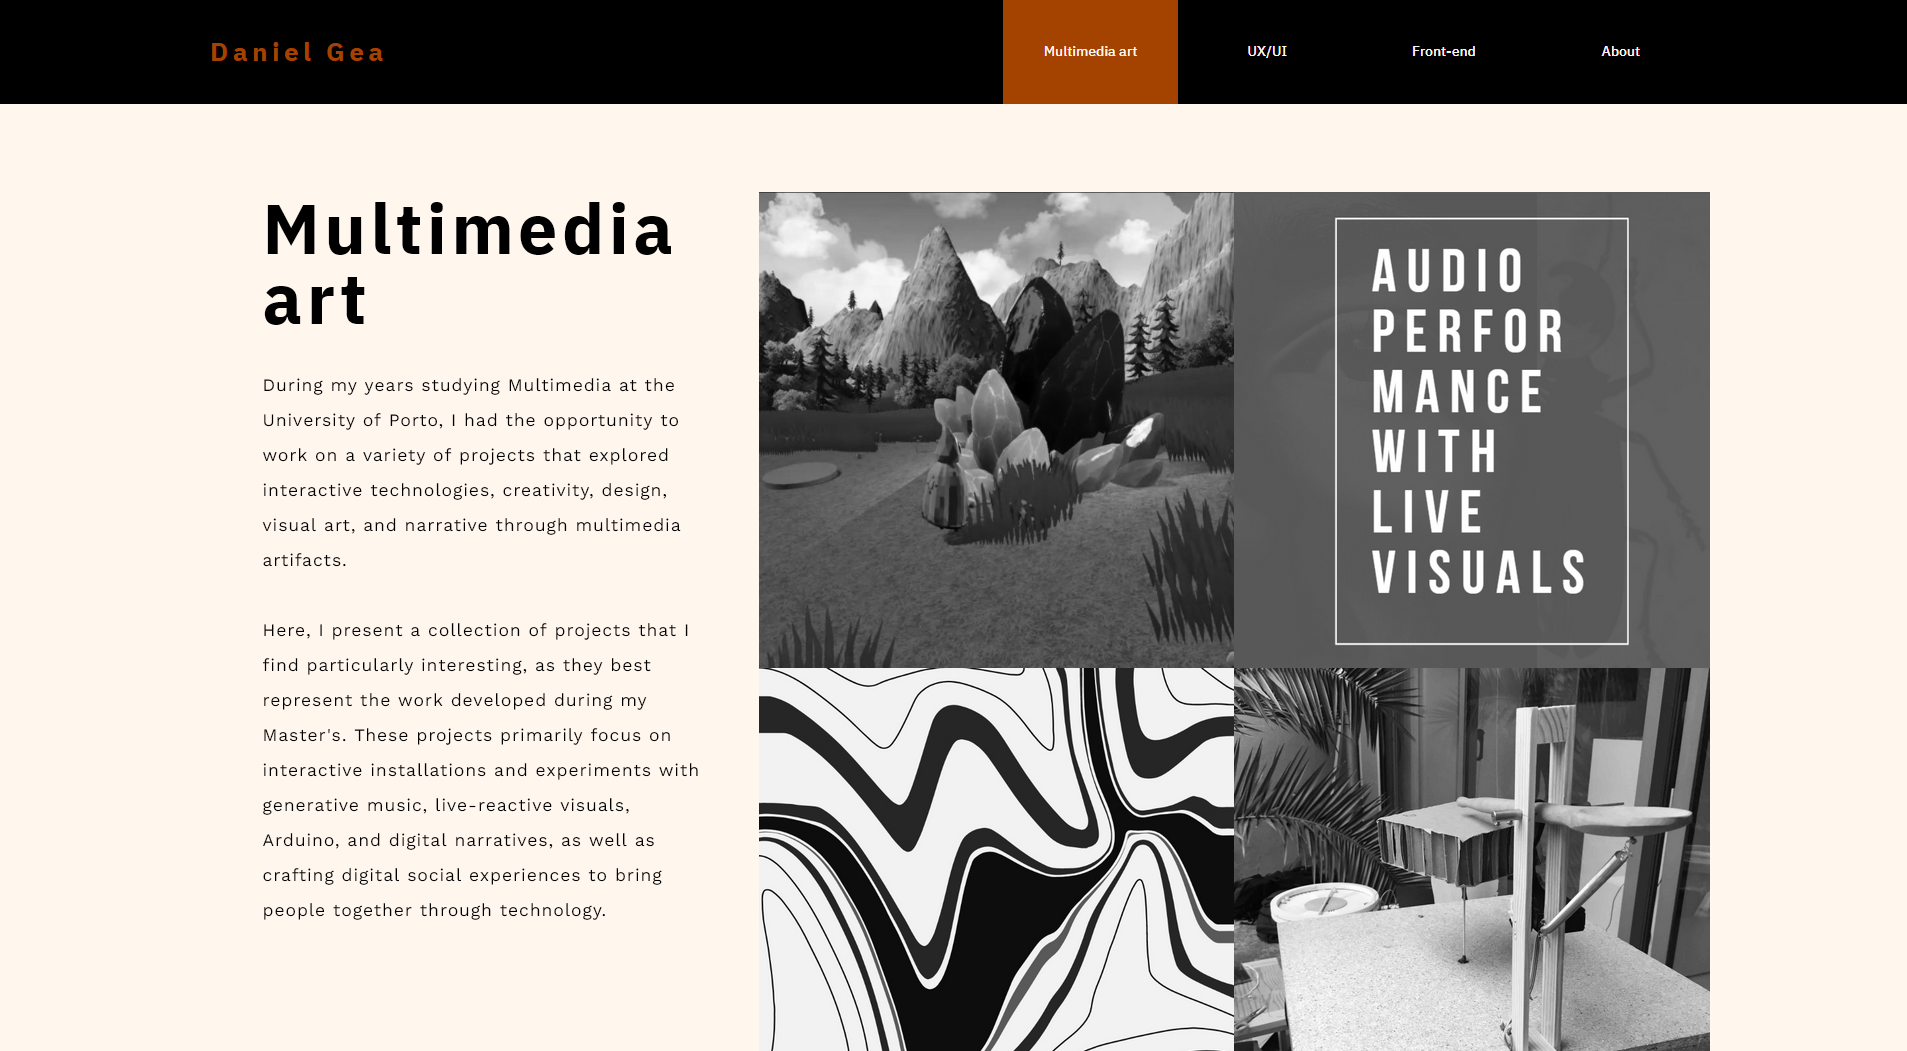 Daniel Gea
Multimedia art
UX/UI
Front-end
About
Multimedia
art
During my years studying Multimedia at the
University of Porto, I had the opportunity to
work on a variety of projects that explored
interactive technologies, creativity, design,
visual art, and narrative through multimedia
artifacts.
Here, I present a collection of projects that I
find particularly interesting, as they best
represent the work developed during my
Master's. These projects primarily focus on
interactive installations and experiments with
generative music, live-reactive visuals,
Arduino, and digital narratives, as well as
crafting digital social experiences to bring
people together through technology.
AUDIO
PERFOR
MANCE
WITH
LIVE
VISUALS